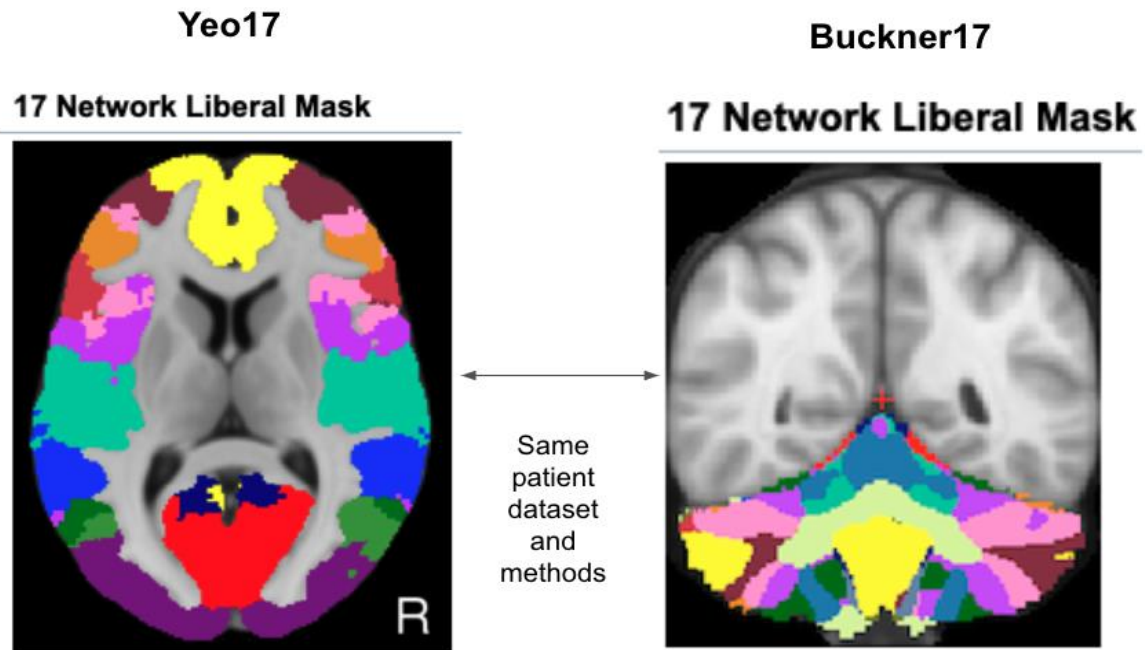 Yeo17
Buckner17
17 Network Liberal Mask
17 Network Liberal Mask
Same
patient
dataset
and
methods
R